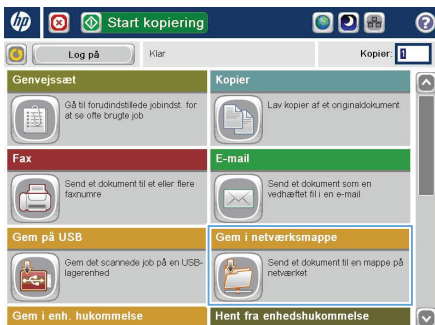 hp
Start kopiering
?
Log på
Klar
Kopier: 1
Genvejssæt
Kopier
Gå til forudindstillede jobindst. for
at se ofte brugte job
Lav kopier af et originaldokument
Fax
E-mail
Send et dokument til et eller flere
faxnumre
Send et dokument som en
vedhæftet fil i en e-mail
Gem på USB
Gem i netværksmappe
Gem det scannede job på en USB-
lagerenhed
Send et dokument til en mappe på
netværket
Gem i enh. hukommelse
Hent fra enhedshukommelse